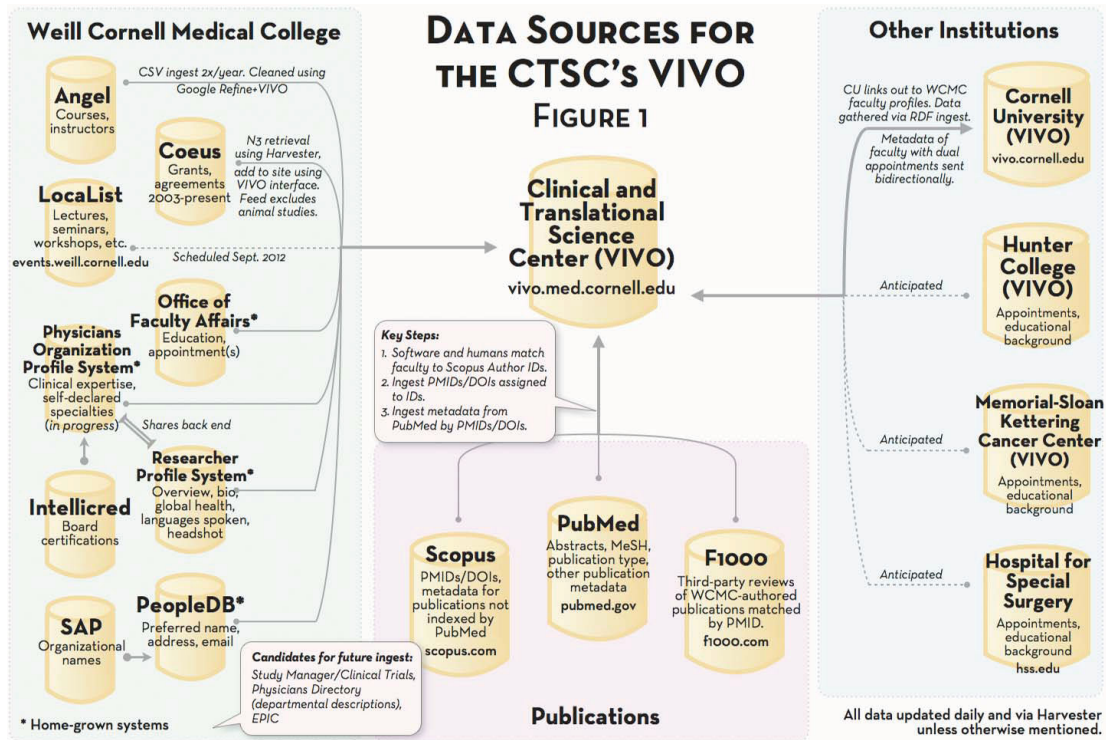 Weill Cornell Medical College
Angel
Courses,
instructors
CSV ingest 2x/year. Cleaned using
Google Refine+VIVO
Coeus
Grants,
agreements
2003-present
N3 retrieval
using Harvester,
add to site using
VIVO interface.
Feed excludes
animal studies.
LocaList
Lectures,
seminars,
workshops, etc.
events.weill.cornell.edu
Scheduled Sept. 2012
Office of
Faculty Affairs*
Education,
appointment(s)
Physicians
Organization
Profile System*
Clinical expertise,
self-declared
specialties
(in progress)
Shares back end
Researcher
Profile System*
Overview, bio,
global health,
languages spoken,
headshot
Intellicred
Board
certifications
PeopleDB*
Preferred name,
address, email
SAP
Organizational
names
Candidates for future ingest:
Study Manager/Clinical Trials,
Physicians Directory
(departmental descriptions),
EPIC
* Home-grown systems
DATA SOURCES FOR
THE CTSC'S VIVO
FIGURE 1
Clinical and
Translational
Science
Center (VIVO)
vivo.med.cornell.edu
Key Steps:
1. Software and humans match
faculty to Scopus Author IDs.
2. Ingest PMIDs/DOIs assigned
to IDs.
3. Ingest metadata from
PubMed by PMIDs/DOIs.
Scopus
PMIDs/DOIs,
metadata for
publications not
indexed by
PubMed
scopus.com
PubMed
Abstracts, MeSH,
publication type,
other publication
metadata
pubmed.gov
F1000
Third-party reviews
of WCMC-authored
publications matched
by PMID.
f1000.com
Publications
Other Institutions
CU links out to WCMC
faculty profiles. Data
gathered via RDF ingest.
Metadata of
faculty with dual
appointments sent
bidirectionally.
Cornell
University
(VIVO)
vivo.cornell.edu
Anticipated
Hunter
College
(VIVO)
Appointments,
educational
background
Anticipated
Memorial-Sloan
Kettering
Cancer Center
(VIVO)
Appointments,
educational
background
Anticipated
Hospital for
Special
Surgery
Appointments,
educational
background
hss.edu
All data updated daily and via Harvester
unless otherwise mentioned.